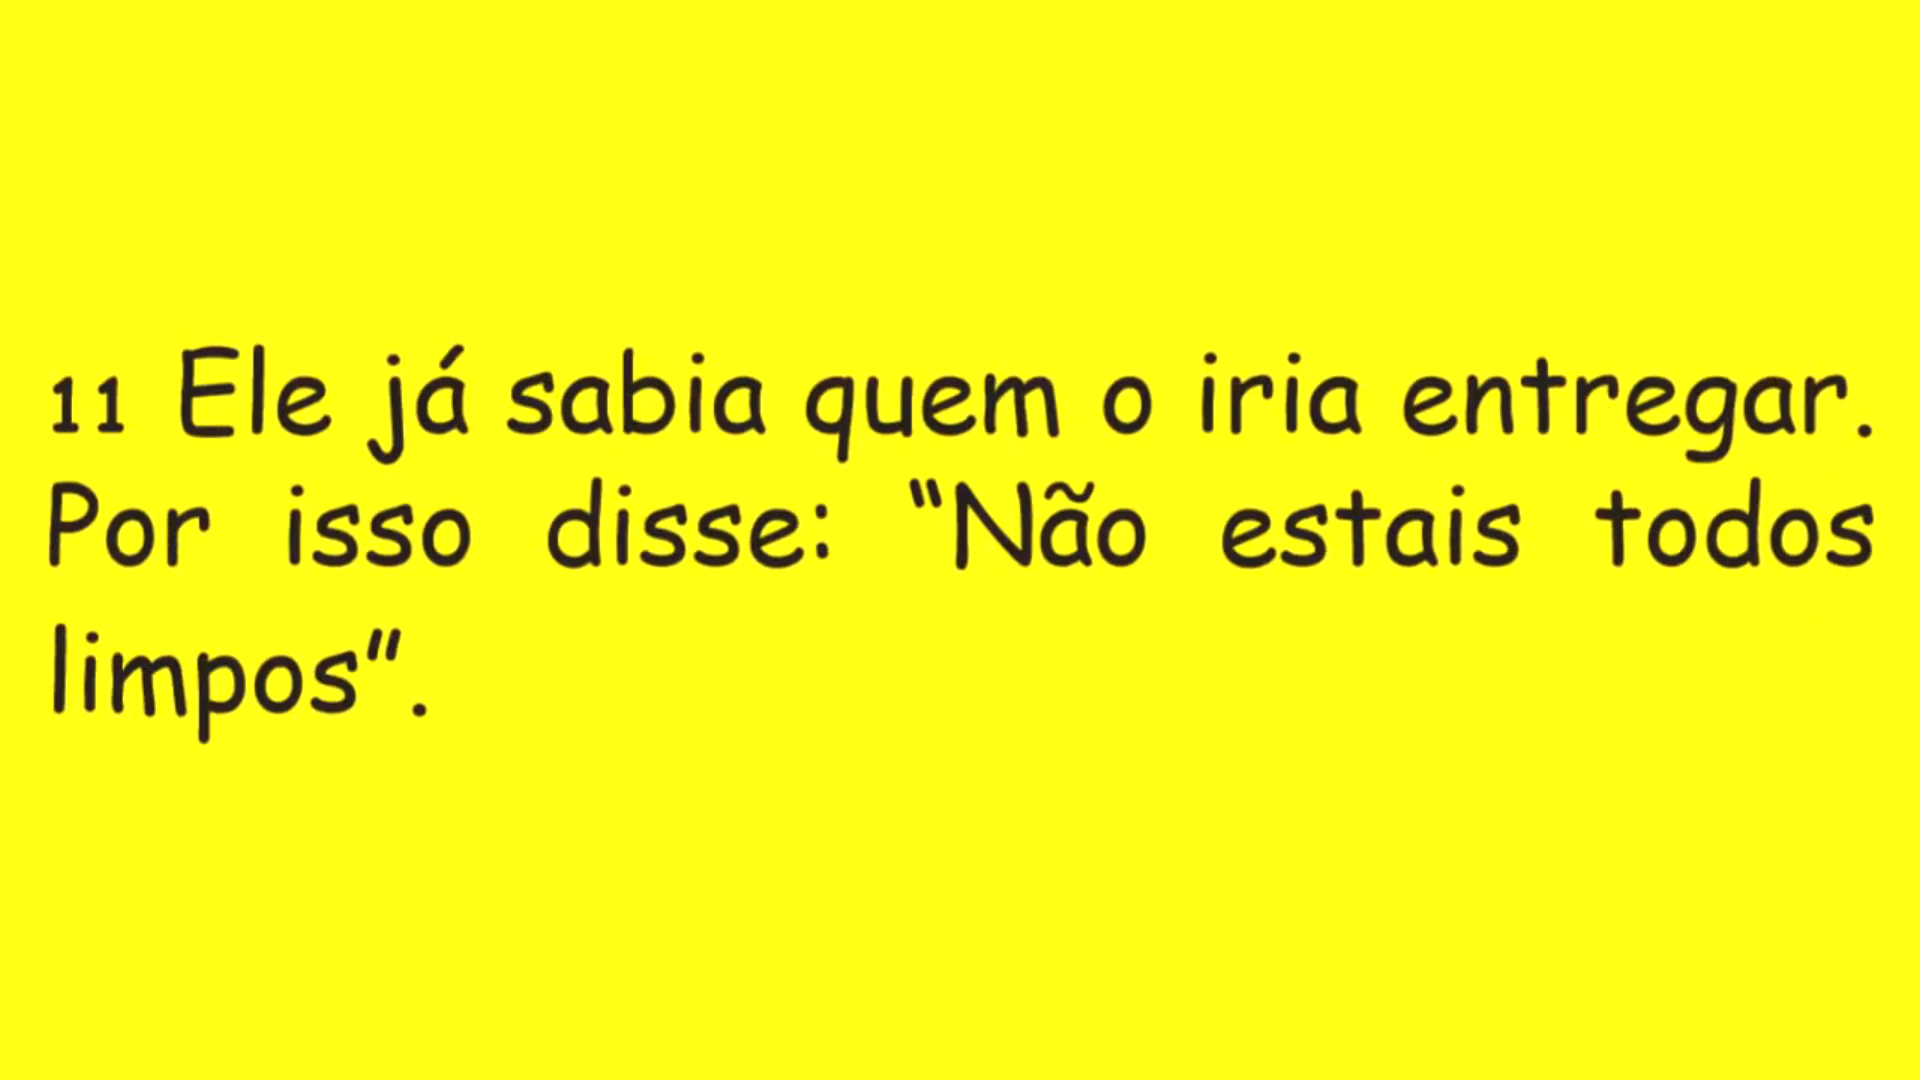 11 Ele já sabia quem o iria entregar.
Por isso disse: “Não estais todos
limpos”.